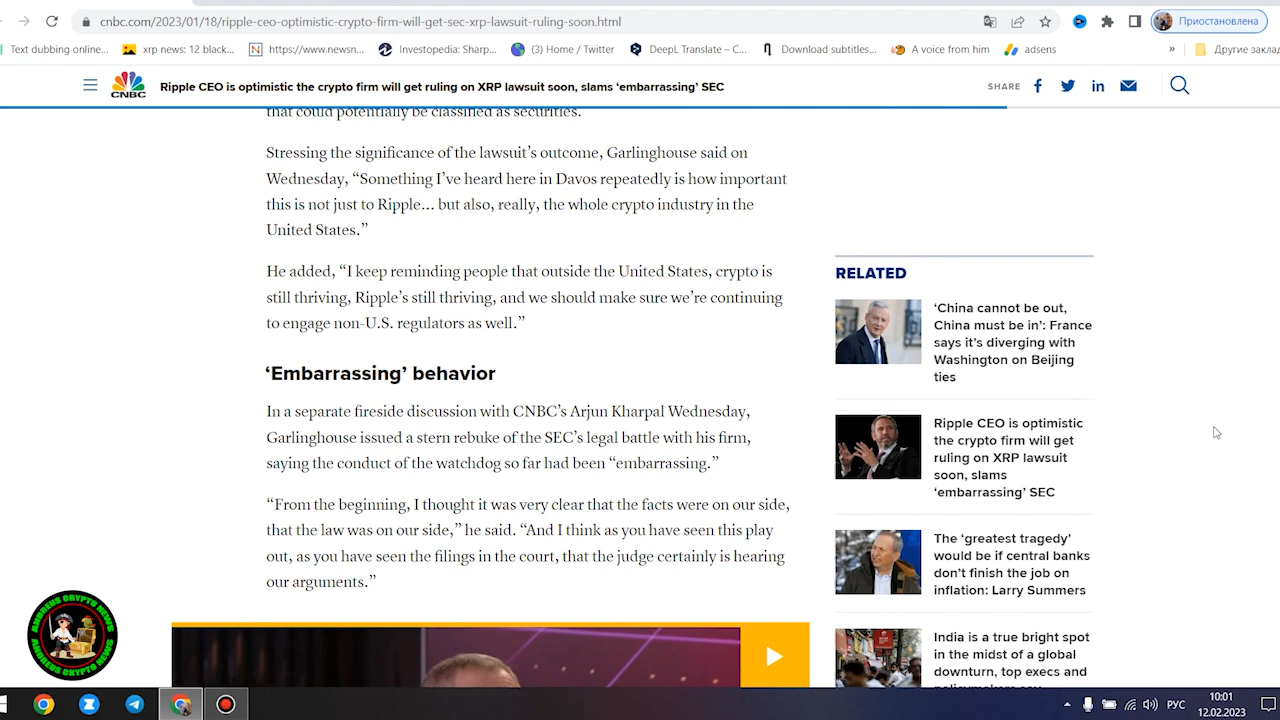 cnbc.com/2023/01/18/ripple-ceo-optimistic-crypto-firm-will-get-sec-xrp-lawsuit-ruling-soon.html
Приостановлена
Text dubbing online...
xrp news: 12 black...
https://www.newsn...
Investopedia: Sharp...
(3) Home / Twitter
DeepL Translate – C...
Download subtitles...
A voice from him
adsens
»
Другие закла
CNBC
Ripple CEO is optimistic the crypto firm will get ruling on XRP lawsuit soon, slams ‘embarrassing’ SEC
SHARE
that could potentially be classified as securities.
Stressing the significance of the lawsuit’s outcome, Garlinghouse said on
Wednesday, “Something I’ve heard here in Davos repeatedly is how important
this is not just to Ripple… but also, really, the whole crypto industry in the
United States.”
He added, “I keep reminding people that outside the United States, crypto is
still thriving, Ripple’s still thriving, and we should make sure we’re continuing
to engage non-U.S. regulators as well.”
‘Embarrassing’ behavior
In a separate fireside discussion with CNBC’s Arjun Kharpal Wednesday,
Garlinghouse issued a stern rebuke of the SEC’s legal battle with his firm,
saying the conduct of the watchdog so far had been “embarrassing.”
“From the beginning, I thought it was very clear that the facts were on our side,
that the law was on our side,” he said. “And I think as you have seen this play
out, as you have seen the filings in the court, that the judge certainly is hearing
our arguments.”
RELATED
‘China cannot be out,
China must be in’: France
says it’s diverging with
Washington on Beijing
ties
Ripple CEO is optimistic
the crypto firm will get
ruling on XRP lawsuit
soon, slams
‘embarrassing’ SEC
The ‘greatest tragedy’
would be if central banks
don’t finish the job on
inflation: Larry Summers
India is a true bright spot
in the midst of a global
downturn, top execs and
policymakers say
ANDREUS CRYPTO NEWS
ANDREUS CRYPTO NEWS
РУС
10:01
12.02.2023